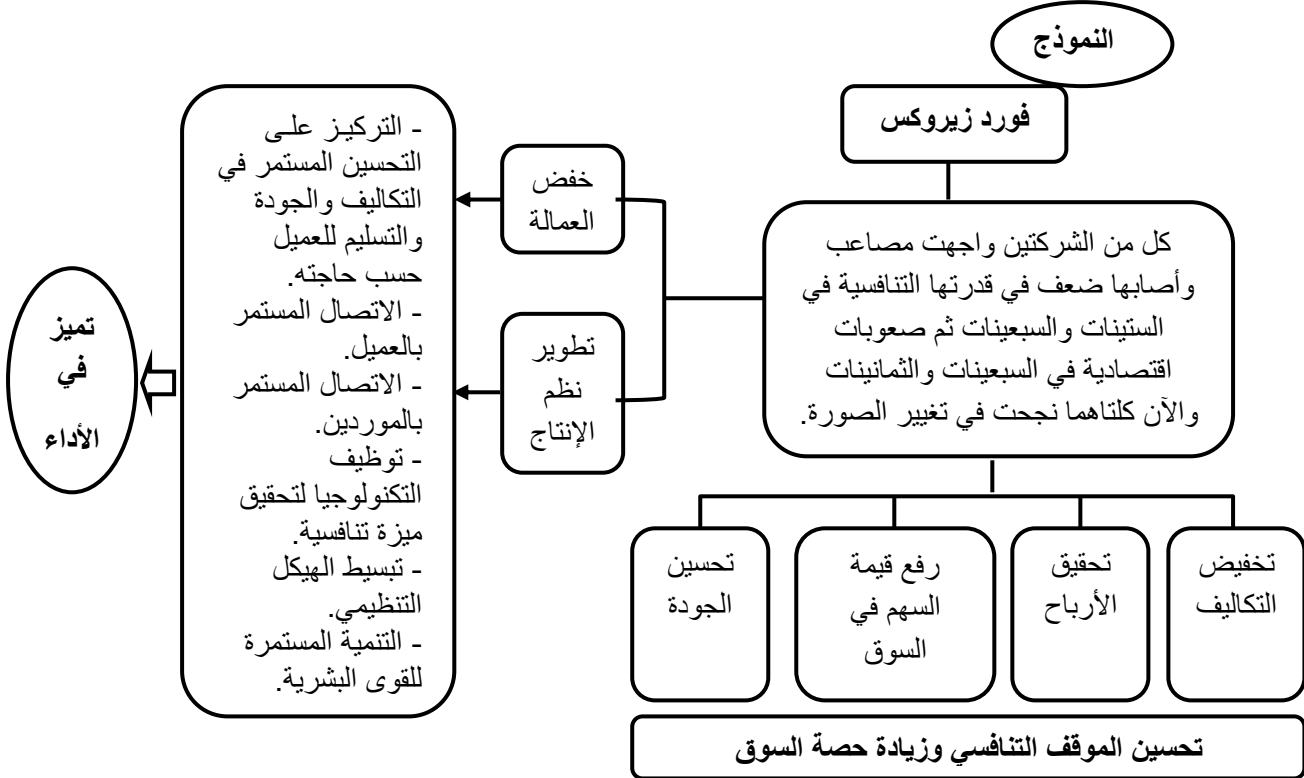 النموذج
فورد زيروكس
كل من الشركتين واجهت مصاعب
وأصابها ضعف في قدرتها التنافسية في
الستينات والسبعينات ثم صعوبات
اقتصادية في السبعينات والثمانينات
والآن كلتاهما نجحت في تغيير الصورة.
خفض
العمالة
تطوير
نظم
الإنتاج
- التركيز على
التحسين المستمر في
التكاليف والجودة
والتسليم للعميل
حسب حاجته.
- الاتصال المستمر
بالعميل.
- الاتصال المستمر
بالموردين.
- توظيف
التكنولوجيا لتحقيق
ميزة تنافسية.
- تبسيط الهيكل
التنظيمي.
- التنمية المستمرة
للقوى البشرية.
تميز
في
الأداء
تخفيض
التكاليف
تحقيق
الأرباح
رفع قيمة
السهم في
السوق
تحسين
الجودة
تحسين الموقف التنافسي وزيادة حصة السوق